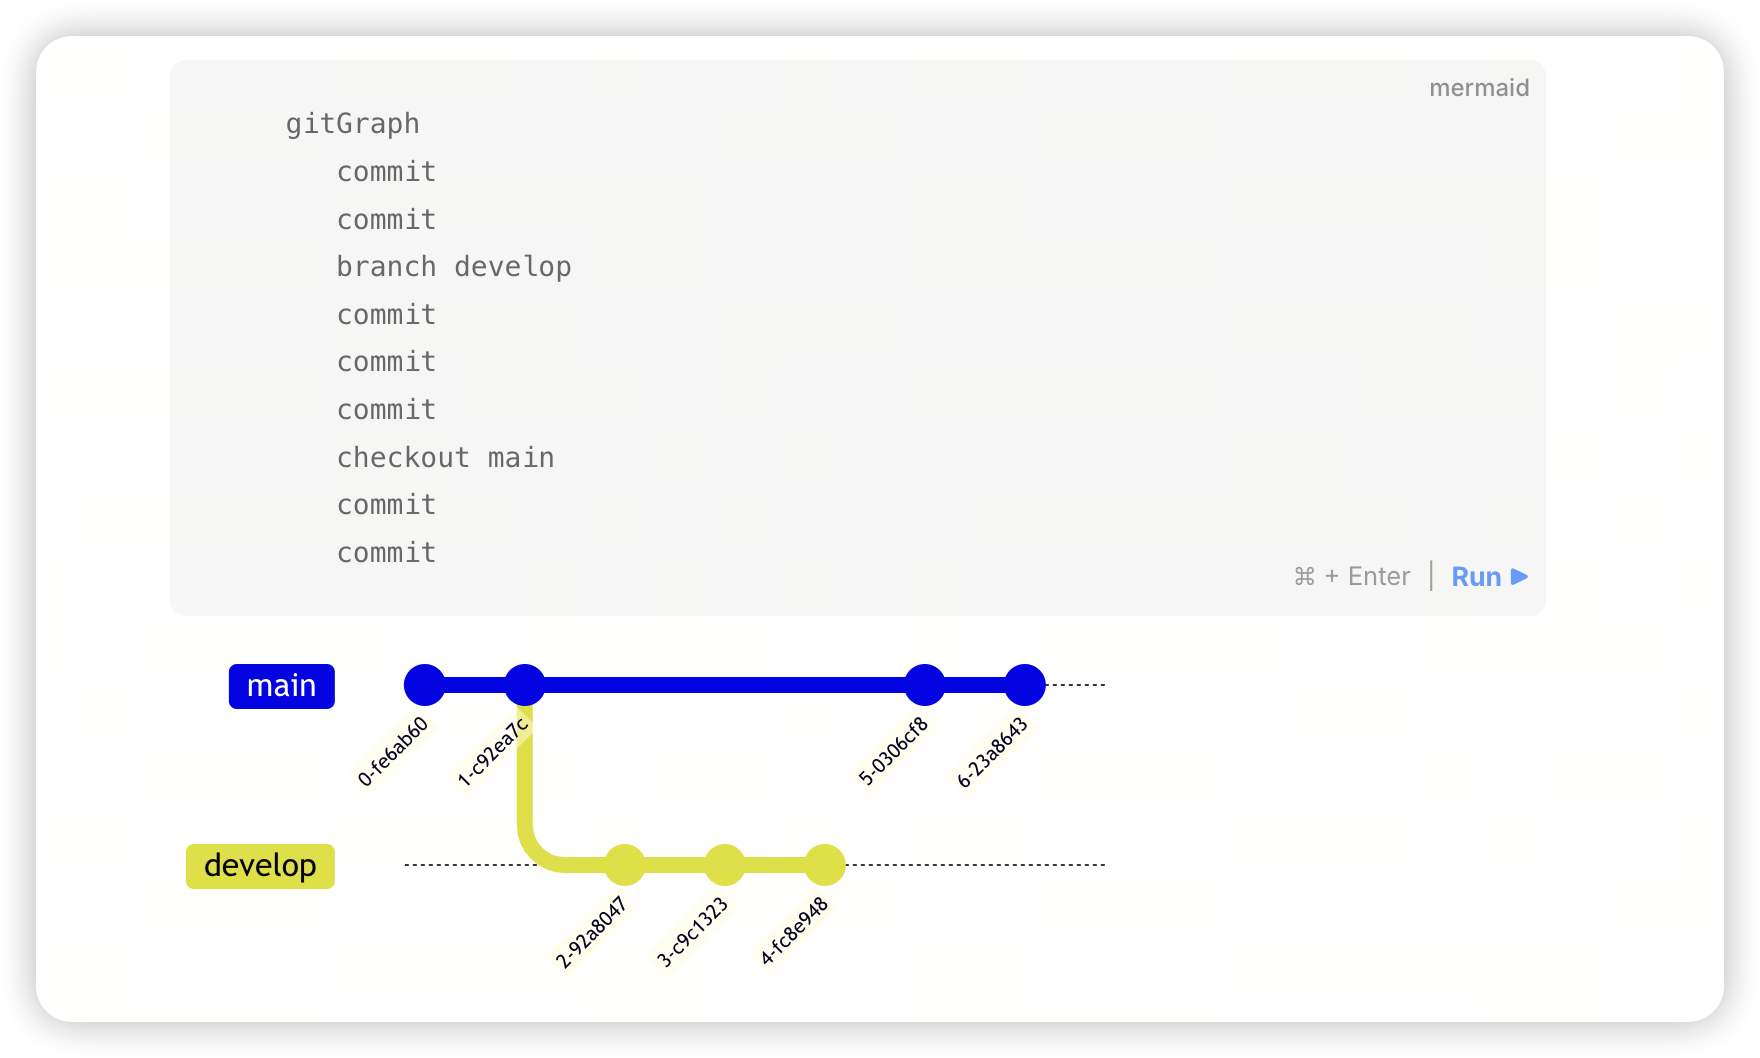 mermaid
gitGraph
commit
commit
branch develop
commit
commit
commit
checkout main
commit
commit
⌘ + Enter | Run ▶
main
0-fe6ab60
1-c92ea7c
5-0306cf8
6-23a8643
develop
2-92a8047
3-c9c1323
4-fc8e948